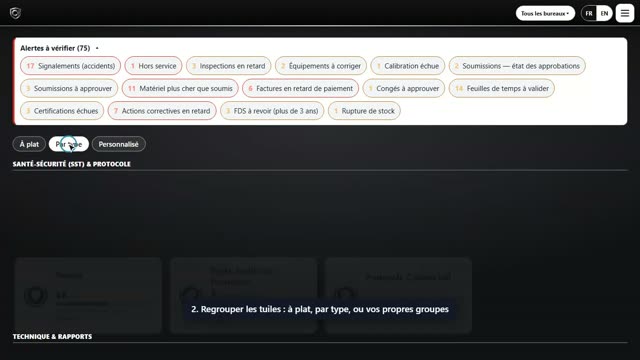 Tous les bureaux
FR EN
Alertes à vérifier (75)
17 Signalements (accidents) 1 Hors service 3 Inspections en retard 2 Équipements à corriger 1 Calibration échue 2 Soumissions — état des approbations
3 Soumissions à approuver 11 Matériel plus cher que soumis 6 Factures en retard de paiement 1 Congés à approuver 14 Feuilles de temps à valider
3 Certifications échues 7 Actions correctives en retard 3 FDS à revoir (plus de 3 ans) 1 Rupture de stock
À plat Par type Personnalisé
SANTÉ-SÉCURITÉ (SST) & PROTOCOLE
2. Regrouper les tuiles : à plat, par type, ou vos propres groupes
TECHNIQUE & RAPPORTS